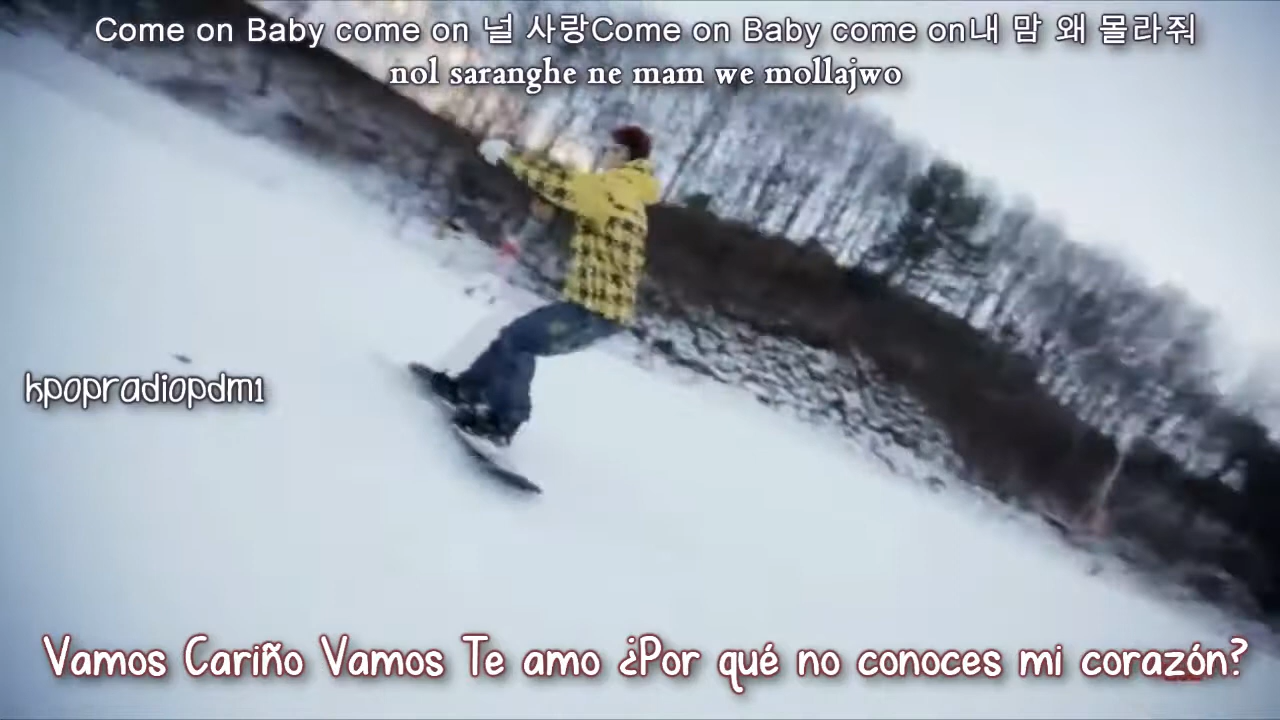 Come on Baby come on 널 사랑Come on Baby come on내 맘 왜 몰라줘
nol saranghe ne mam we mollajwo
kpopradiopdm1
Vamos Cariño Vamos Te amo ¿Por qué no conoces mi corazón?